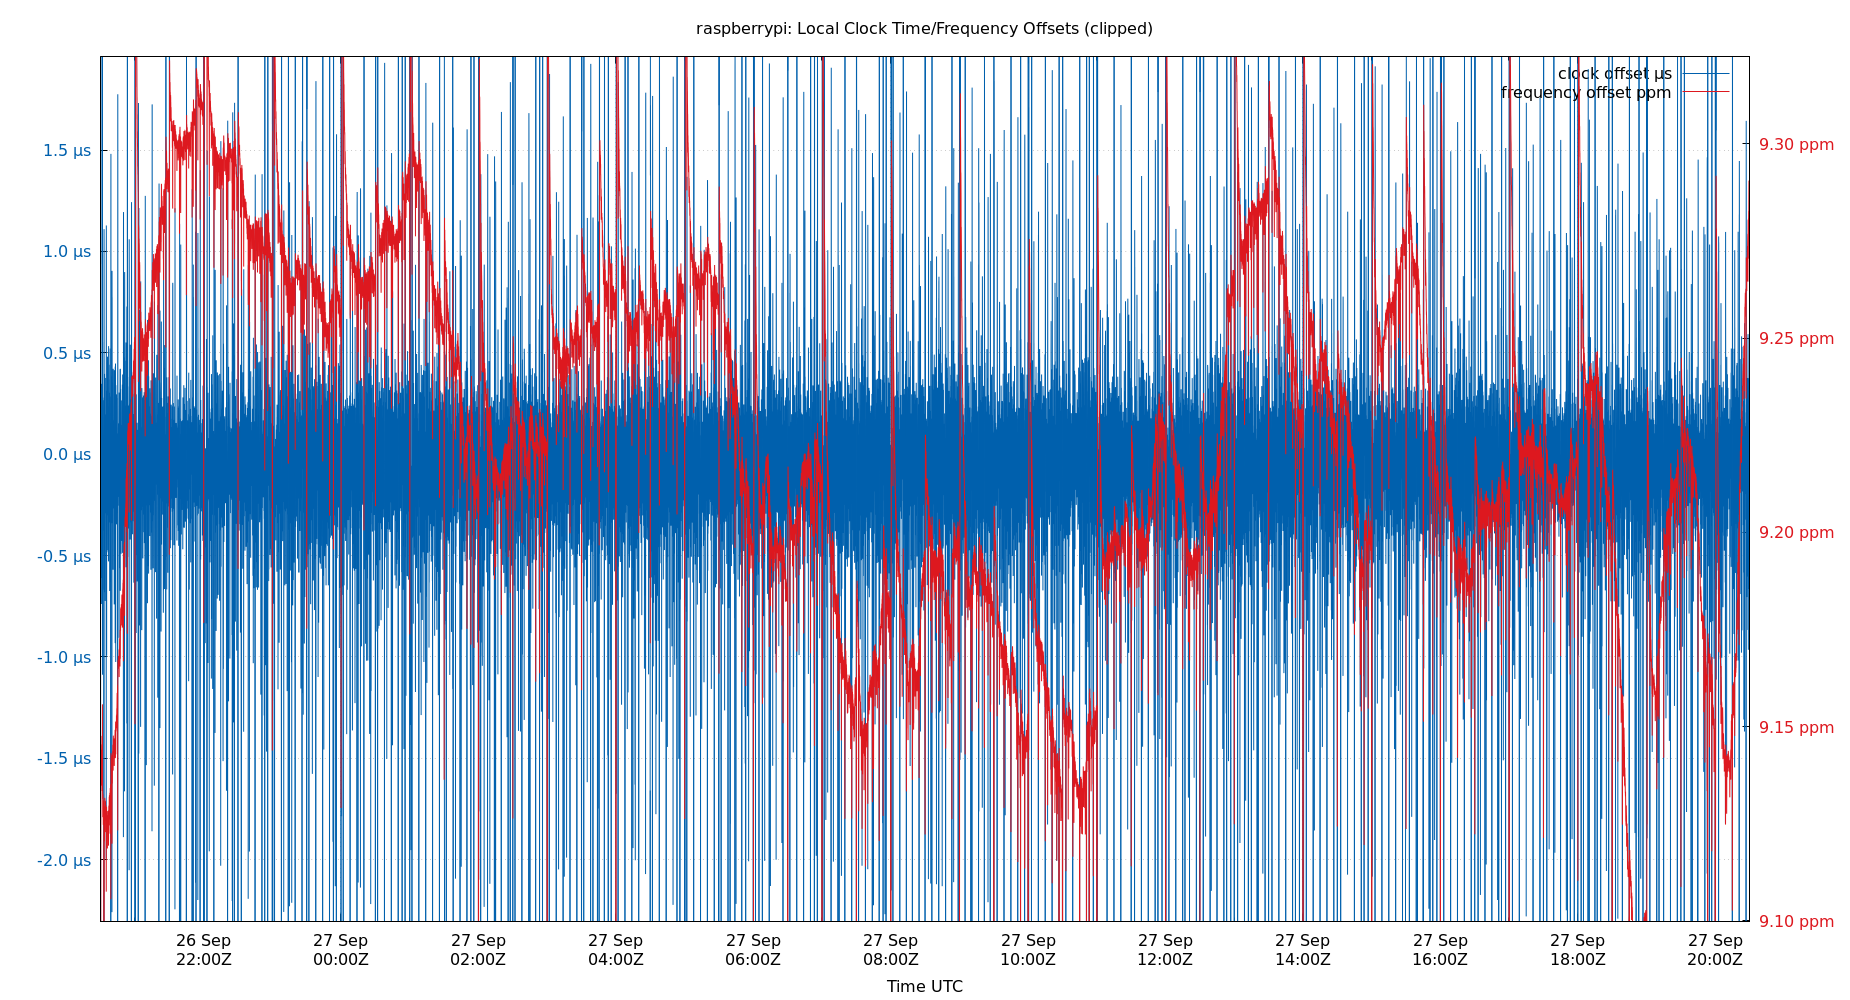 raspberrypi: Local Clock Time/Frequency Offsets (clipped)
clock offset µs
frequency offset ppm
1.5 µs
1.0 µs
0.5 µs
0.0 µs
-0.5 µs
-1.0 µs
-1.5 µs
-2.0 µs
9.30 ppm
9.25 ppm
9.20 ppm
9.15 ppm
9.10 ppm
26 Sep 27 Sep 27 Sep 27 Sep 27 Sep 27 Sep 27 Sep 27 Sep 27 Sep 27 Sep 27 Sep 27 Sep
22:00Z 00:00Z 02:00Z 04:00Z 06:00Z 08:00Z 10:00Z 12:00Z 14:00Z 16:00Z 18:00Z 20:00Z
Time UTC